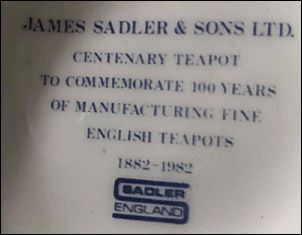 JAMES SADLER & SONS LTD.
CENTENARY TEAPOT
TO COMMEMORATE 100 YEARS
OF MANUFACTURING FINE
ENGLISH TEAPOTS
1882-1982
SADLER
ENGLAND